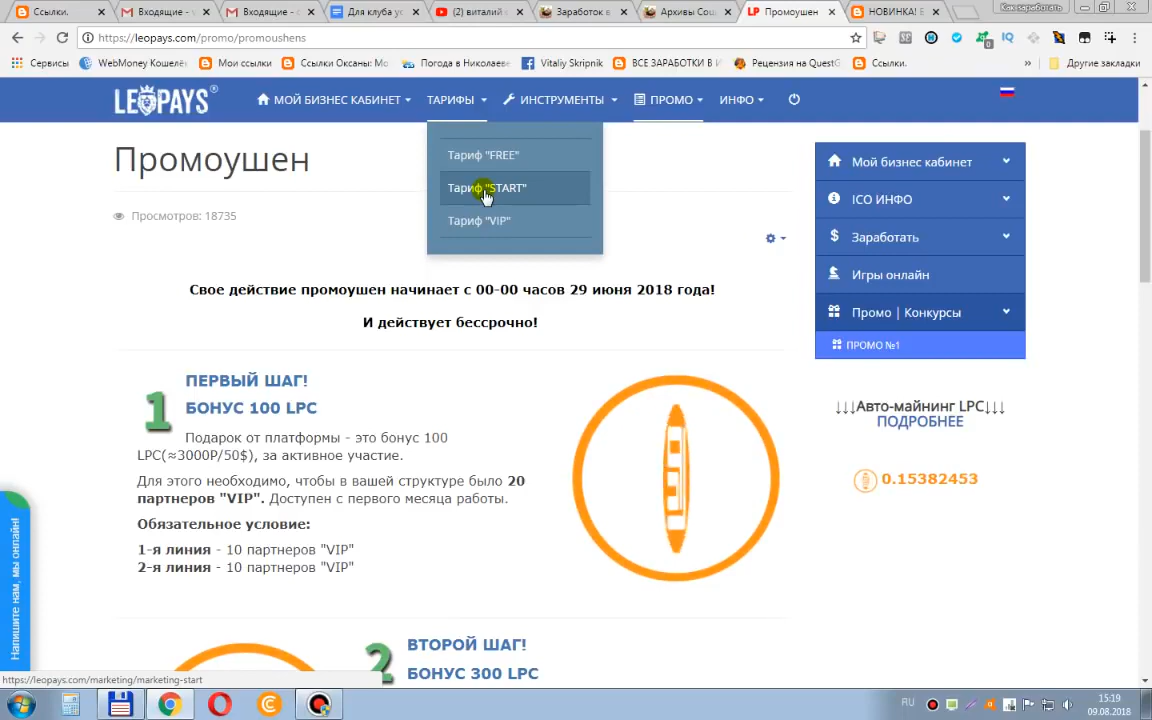 Ссылки.
Входящие -
Входящие - с
Для клуба ус
(2) виталий
Заработок в
Архивы Соц
LP Промоушен
НОВИНКА! Е
Как заработать
https://leopays.com/promo/promoushens
Сервисы
WebMoney Кошелё
Мои ссылки
Ссылки Оксаны: Мо
Погода в Николаеве
Vitaliy Skripnik
ВСЕ ЗАРАБОТКИ В И
Рецензия на QuestG
Ссылки.
»
Другие закладки
LEOPAYS®
МОЙ БИЗНЕС КАБИНЕТ
ТАРИФЫ
ИНСТРУМЕНТЫ
ПРОМО
ИНФО
Тариф "FREE"
Тариф "START"
Тариф "VIP"
Промоушен
Просмотров: 18735
Свое действие промоушен начинает с 00-00 часов 29 июня 2018 года!
И действует бессрочно!
1
ПЕРВЫЙ ШАГ!
БОНУС 100 LPC
Подарок от платформы - это бонус 100
LPC(≈3000Р/50$), за активное участие.
Для этого необходимо, чтобы в вашей структуре было 20
партнеров "VIP". Доступен с первого месяца работы.
Обязательное условие:
1-я линия - 10 партнеров "VIP"
2-я линия - 10 партнеров "VIP"
2
ВТОРОЙ ШАГ!
БОНУС 300 LPC
Мой бизнес кабинет
ICO ИНФО
Заработать
Игры онлайн
Промо | Конкурсы
ПРОМО №1
↓↓↓Авто-майнинг LPC↓↓↓
ПОДРОБНЕЕ
0.15382453
Напишите нам, мы онлайн!
https://leopays.com/marketing/marketing-start
RU
15:19
09.08.2018